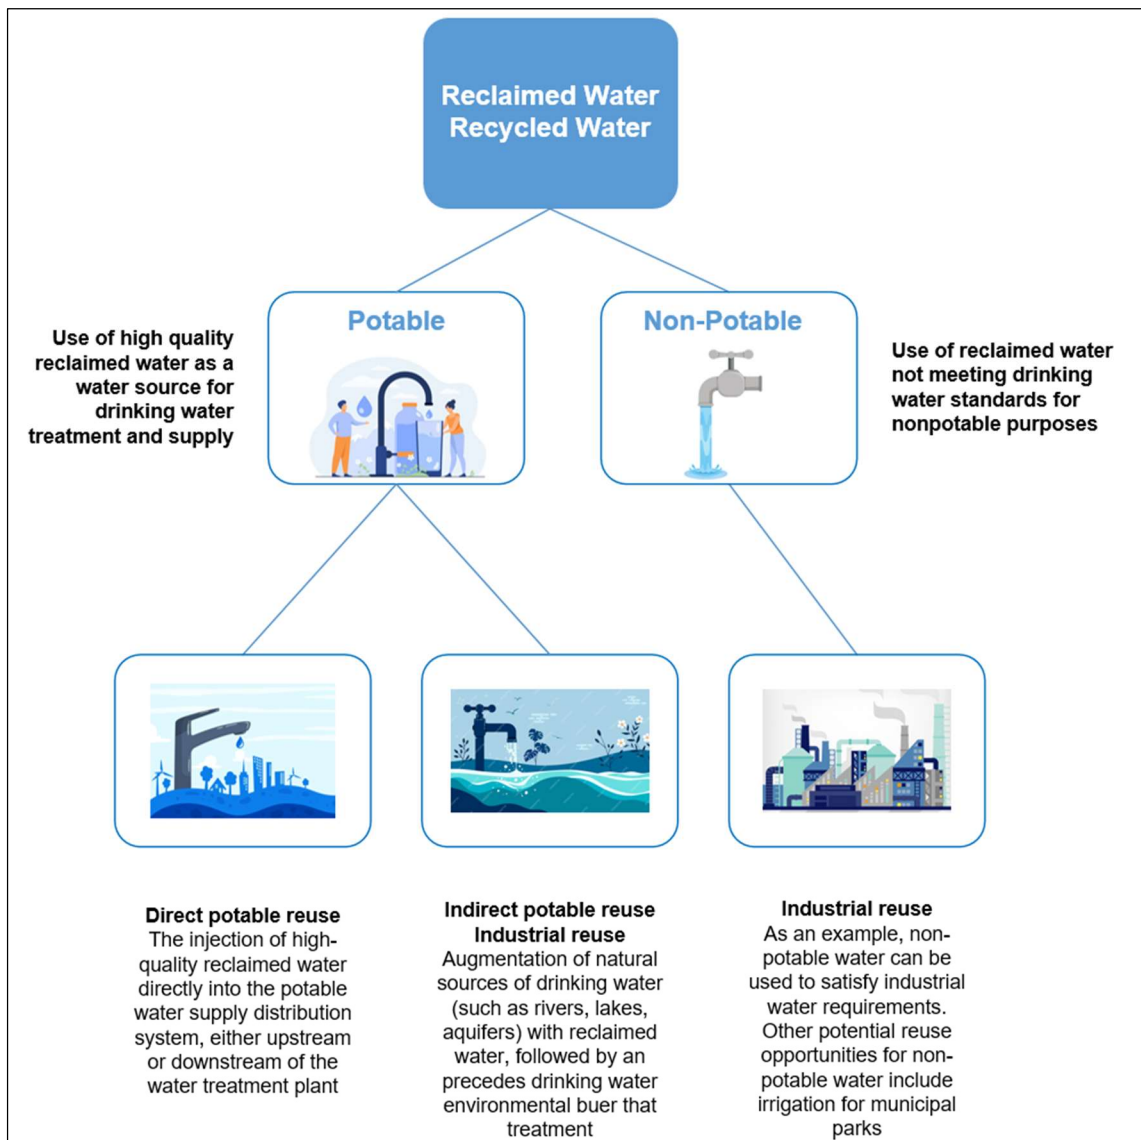 Reclaimed Water
Recycled Water
Potable
Non-Potable
Use of high quality
reclaimed water as a
water source for
drinking water
treatment and supply
Use of reclaimed water
not meeting drinking
water standards for
nonpotable purposes
Direct potable reuse
The injection of high-
quality reclaimed water
directly into the potable
water supply distribution
system, either upstream
or downstream of the
water treatment plant
Indirect potable reuse
Industrial reuse
Augmentation of natural
sources of drinking water
(such as rivers, lakes,
aquifers) with reclaimed
water, followed by an
precedes drinking water
environmental buer that
treatment
Industrial reuse
As an example, non-
potable water can be
used to satisfy industrial
water requirements.
Other potential reuse
opportunities for non-
potable water include
irrigation for municipal
parks